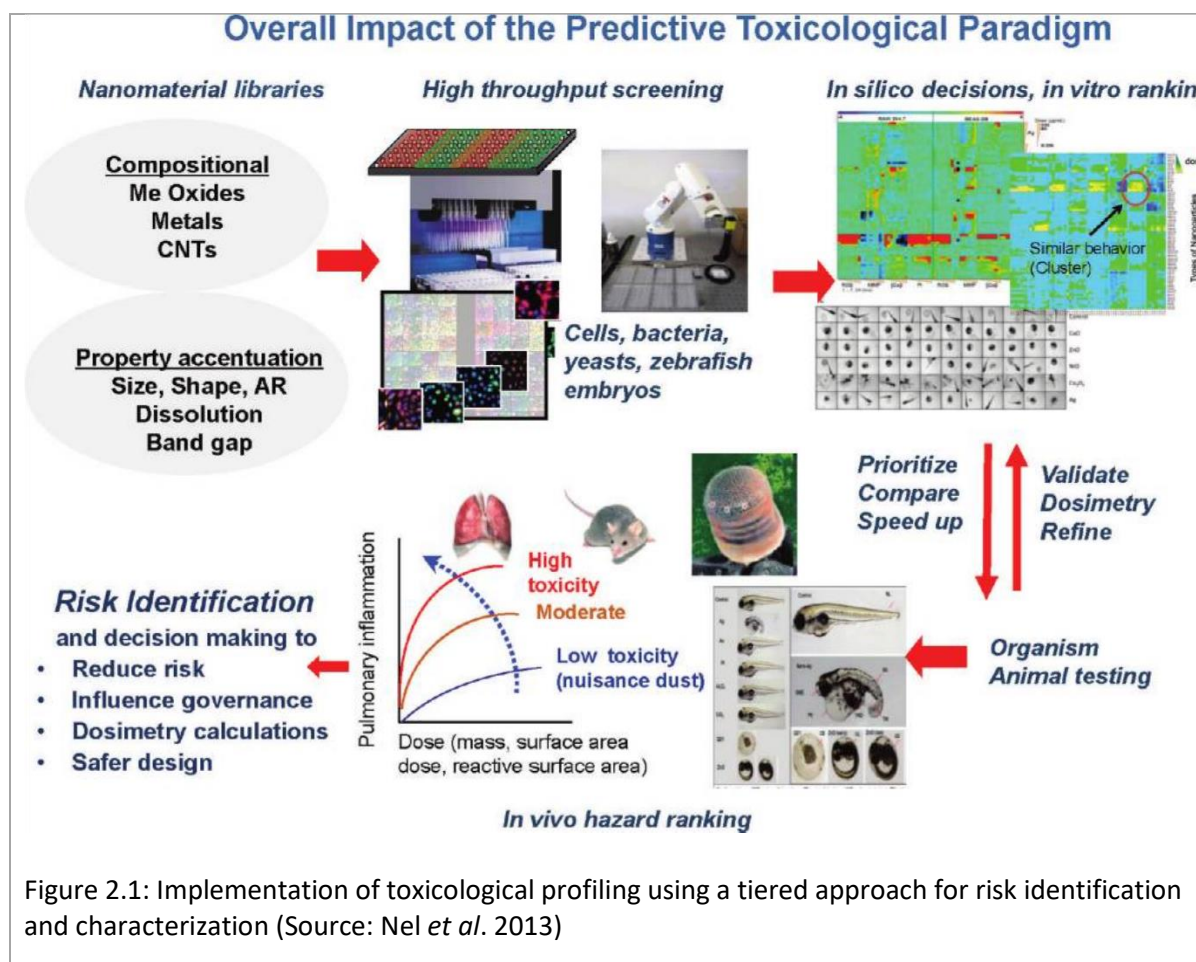 Overall Impact of the Predictive Toxicological Paradigm
Nanomaterial libraries
High throughput screening
In silico decisions, in vitro rankin
Compositional
Me Oxides
Metals
CNTs
Property accentuation
Size, Shape, AR
Dissolution
Band gap
Cells, bacteria,
yeasts, zebrafish
embryos
Similar behavior
(Cluster)
Types of Nanoparticles
Control
Prioritize
Compare
Speed up
Validate
Dosimetry
Refine
Organism
Animal testing
Pulmonary inflammation
High
toxicity
Moderate
Low toxicity
(nuisance dust)
Dose (mass, surface area
dose, reactive surface area)
In vivo hazard ranking
Risk Identification
and decision making to
• Reduce risk
• Influence governance
• Dosimetry calculations
• Safer design
Figure 2.1: Implementation of toxicological profiling using a tiered approach for risk identification
and characterization (Source: Nel et al. 2013)